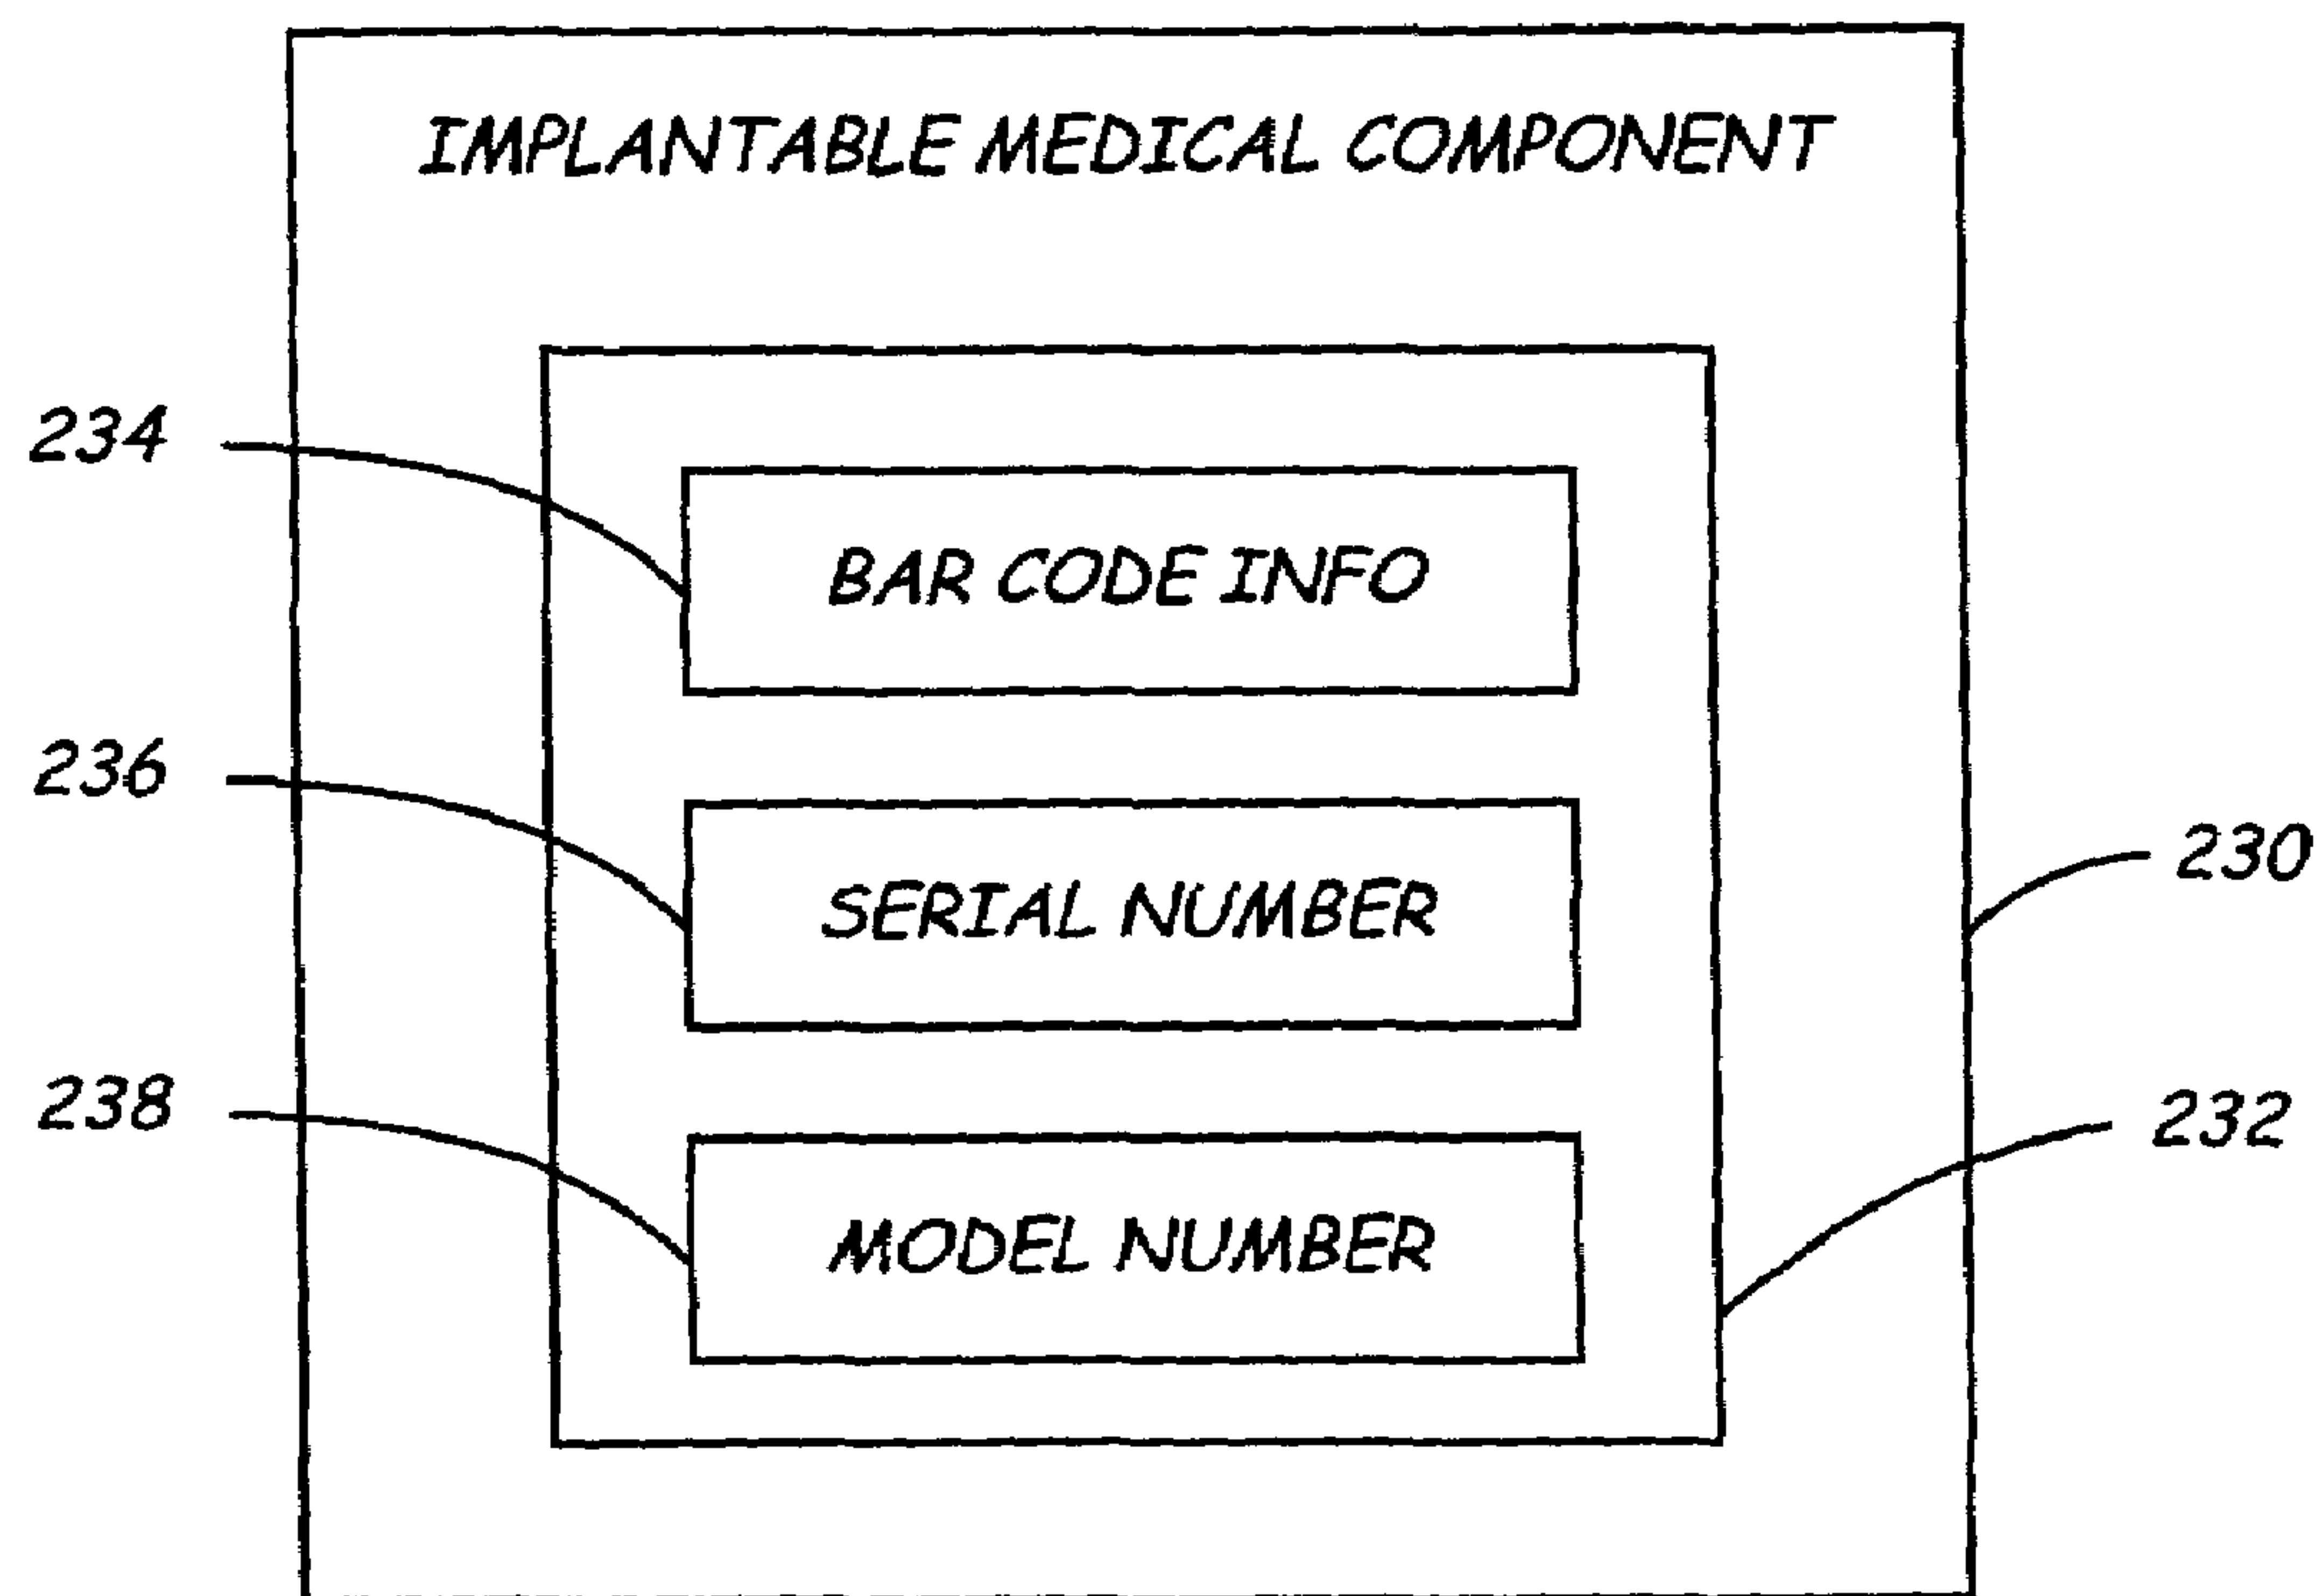 IMPLANTABLE MEDICAL COMPONENT
234
BAR CODE INFO
236
SERIAL NUMBER
230
238
232
MODEL NUMBER